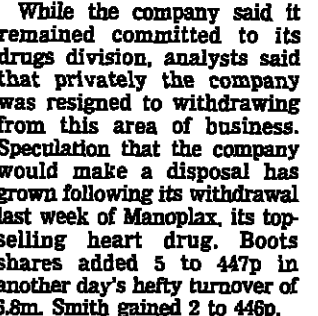 While the company said it
remained committed to its
drugs division, analysts said
that privately the company
was resigned to withdrawing
from this area of business.
Speculation that the company
would make a disposal has
grown following its withdrawal
last week of Manoplax, its top-
selling heart drug. Boots
shares added 5 to 447p in
another day's hefty turnover of
6.8m. Smith gained 2 to 446p.